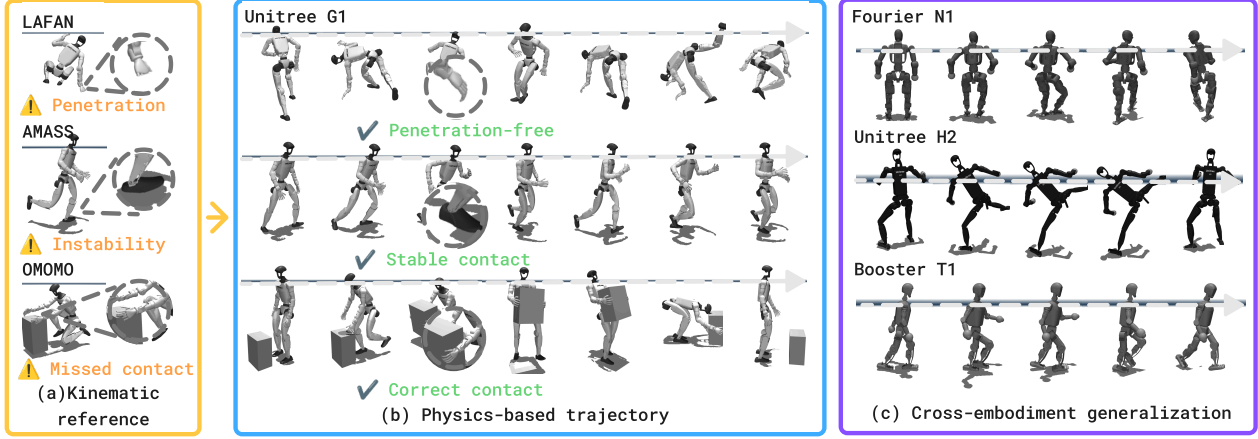 LAFAN
Penetration
AMASS
Instability
OMOMO
Missed contact
(a)Kinematic
reference
Unitree G1
Penetration-free
Stable contact
Correct contact
(b) Physics-based trajectory
Fourier N1
Unitree H2
Booster T1
(c) Cross-embodiment generalization